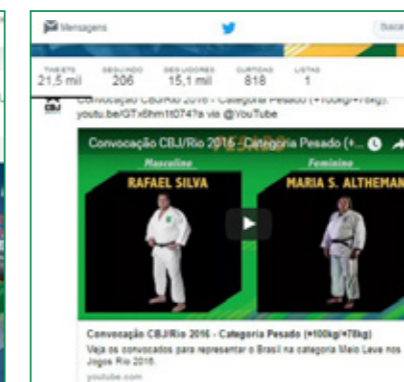 Mensagens
Busca
TWEETS SEGUINDO SEGUIDORES CURTIDAS LISTAS
21,5 mil 206 15,1 mil 818 1
Convocação CBJ/Rio 2016 - Categoria Pesado (+100kg/+78kg):
via @YouTube
CBJ
Convocação CBJ/Rio 2016 - Categoria Pesado (+...
PESADO
Masculino Feminino
RAFAEL SILVA MARIA S. ALTHEMAN
Convocação CBJ/Rio 2016 - Categoria Pesado (+100kg/+78kg)
Veja os convocados para representar o Brasil na categoria Meio Leve nos
Jogos Rio 2016.
youtube.com